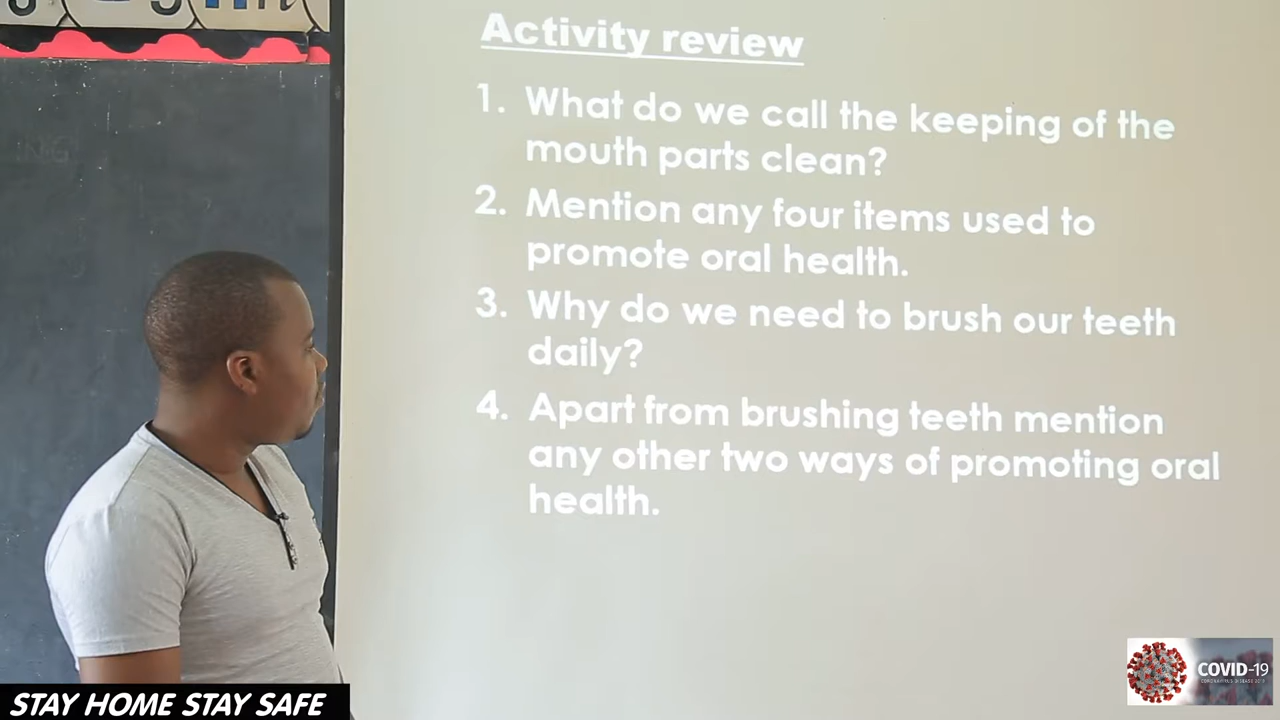 Activity review
1. What do we call the keeping of the
mouth parts clean?
2. Mention any four items used to
promote oral health.
3. Why do we need to brush our teeth
daily?
4. Apart from brushing teeth mention
any other two ways of promoting oral
health.
COVID-19
STAY HOME STAY SAFE